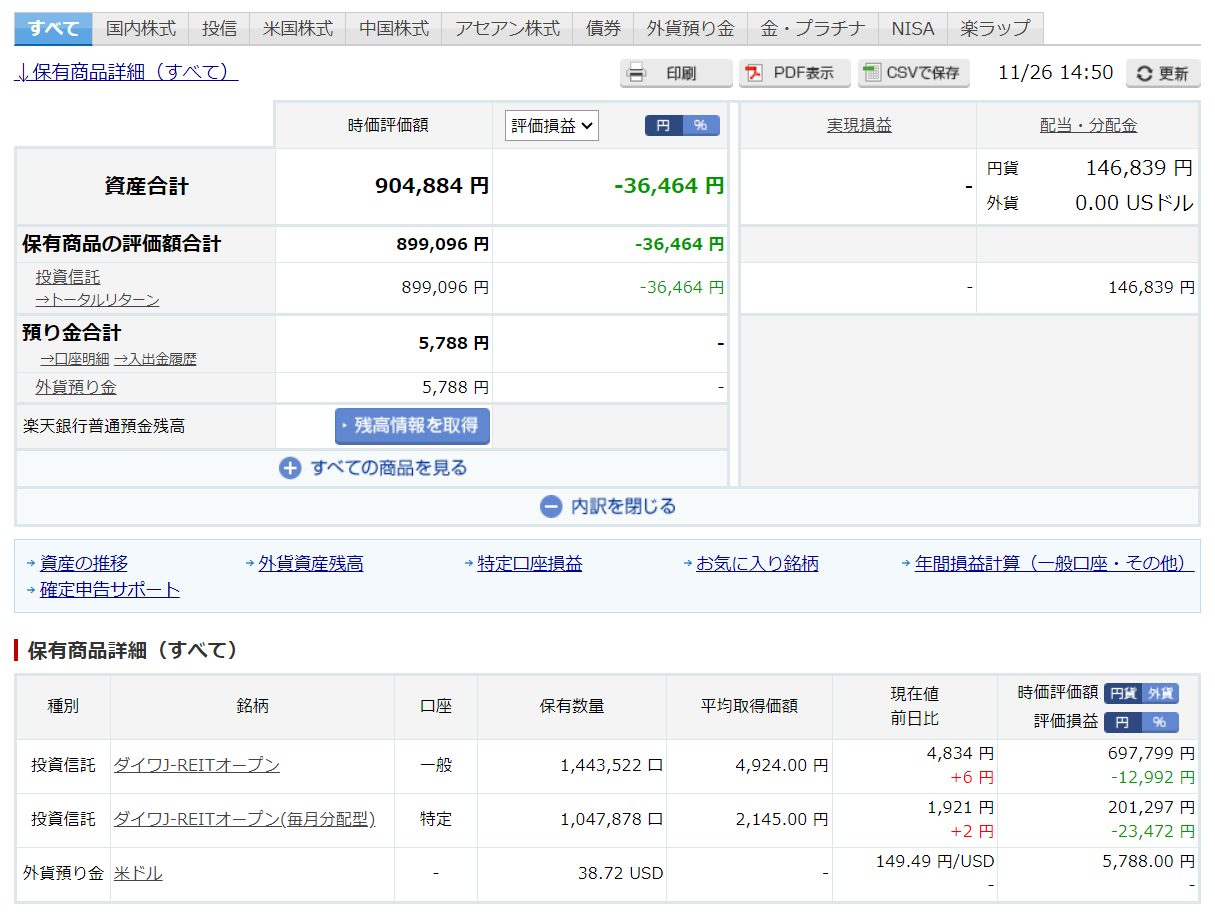 すべて 国内株式 投信 米国株式 中国株式 アセアン株式 債券 外貨預り金 金・プラチナ NISA 楽ラップ
↓保有商品詳細（すべて） 印刷 PDF表示 CSVで保存 11/26 14:50 更新
時価評価額 評価損益 円 % 実現損益 配当・分配金
資産合計 904,884 円 -36,464 円 - 円貨 146,839 円
外貨 0.00 USドル
保有商品の評価額合計 899,096 円 -36,464 円
投資信託
→トータルリターン 899,096 円 -36,464 円 - 146,839 円
預り金合計 5,788 円 -
→口座明細 →入出金履歴
外貨預り金 5,788 円 -
楽天銀行普通預金残高 残高情報を取得
すべての商品を見る
内訳を閉じる
資産の推移 外貨資産残高 特定口座損益 お気に入り銘柄 年間損益計算（一般口座・その他）
確定申告サポート
保有商品詳細（すべて）
種別 銘柄 口座 保有数量 平均取得価額 現在値 時価評価額 円貨 外貨
前日比 評価損益 円 %
投資信託 ダイワJ-REITオープン 一般 1,443,522 口 4,924.00 円 4,834 円 697,799 円
+6 円 -12,992 円
投資信託 ダイワJ-REITオープン(毎月分配型) 特定 1,047,878 口 2,145.00 円 1,921 円 201,297 円
+2 円 -23,472 円
外貨預り金 米ドル - 38.72 USD - 149.49 円/USD 5,788.00 円
- -